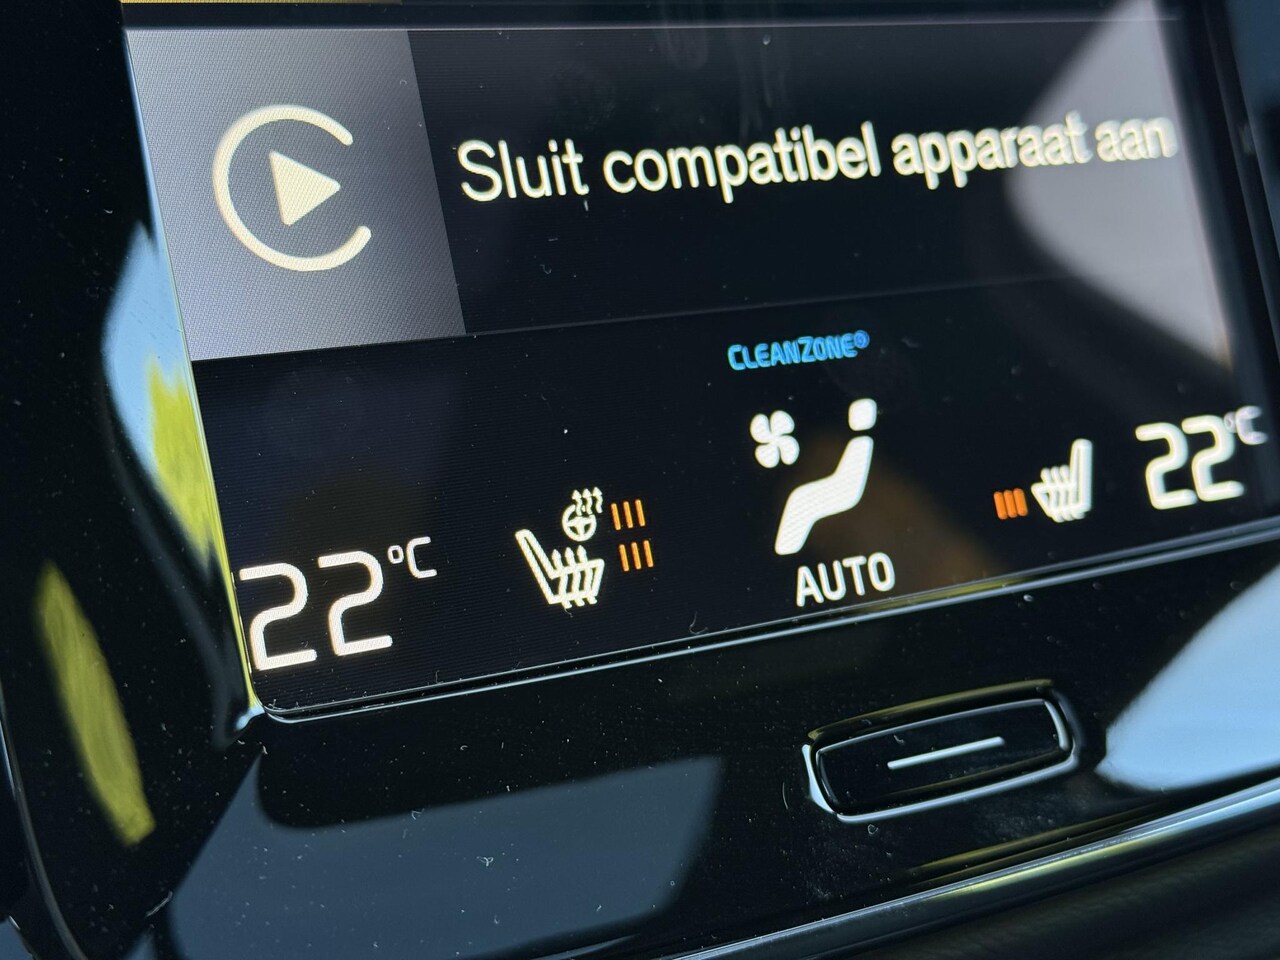 Sluit compatibel apparaat aan
CLEANZONE®
22°C
22°C
AUTO